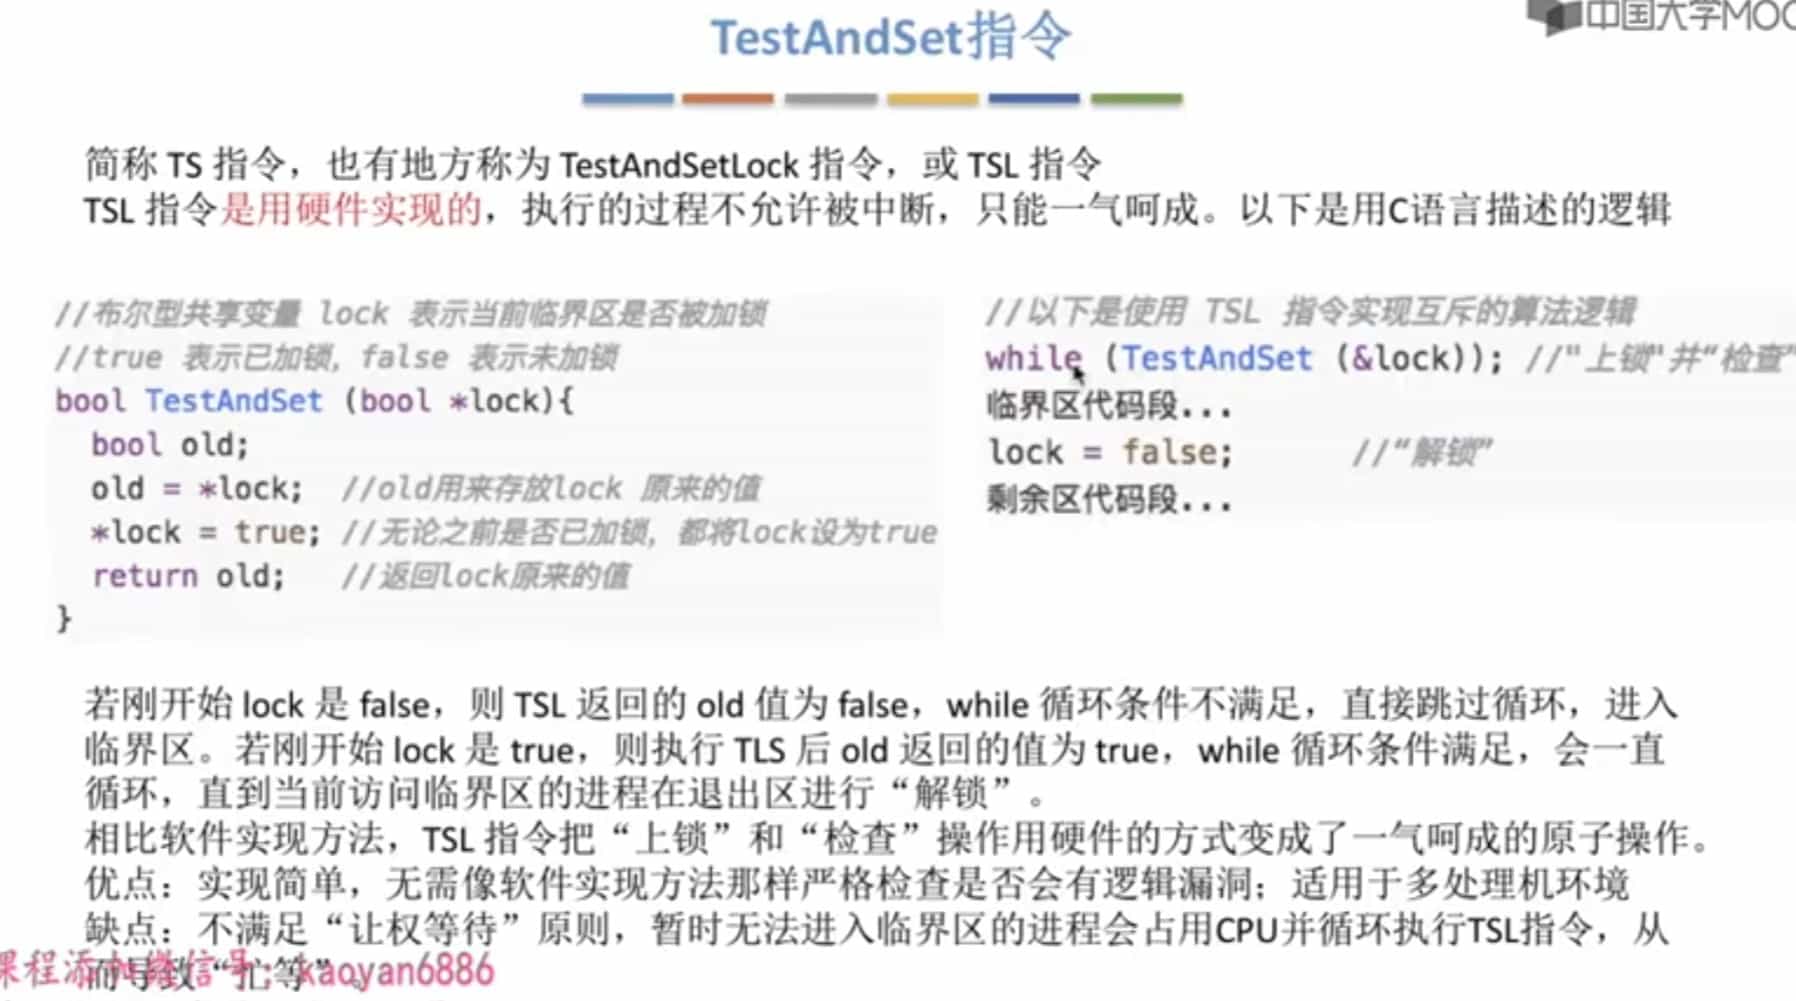 中国大学MOO
TestAndSet指令
简称 TS 指令，也有地方称为 TestAndSetLock 指令，或 TSL 指令
TSL 指令是用硬件实现的，执行的过程不允许被中断，只能一气呵成。以下是用C语言描述的逻辑
//布尔型共享变量 lock 表示当前临界区是否被加锁
//true 表示已加锁，false 表示未加锁
bool TestAndSet (bool *lock){
bool old;
old = *lock; //old用来存放lock 原来的值
*lock = true; //无论之前是否已加锁，都将lock设为true
return old; //返回lock原来的值
}
//以下是使用 TSL 指令实现互斥的算法逻辑
while (TestAndSet (&lock)); //"上锁"并“检查”
临界区代码段...
lock = false; //“解锁”
剩余区代码段...
若刚开始 lock 是 false，则 TSL 返回的 old 值为 false，while 循环条件不满足，直接跳过循环，进入
临界区。若刚开始 lock 是 true，则执行 TLS 后 old 返回的值为 true，while 循环条件满足，会一直
循环，直到当前访问临界区的进程在退出区进行“解锁”。
相比软件实现方法，TSL 指令把“上锁”和“检查”操作用硬件的方式变成了一气呵成的原子操作。
优点：实现简单，无需像软件实现方法那样严格检查是否会有逻辑漏洞；适用于多处理机环境
缺点：不满足“让权等待”原则，暂时无法进入临界区的进程会占用CPU并循环执行TSL指令，从
而导致“忙等”。
课程添加微信号：kaoyan6886